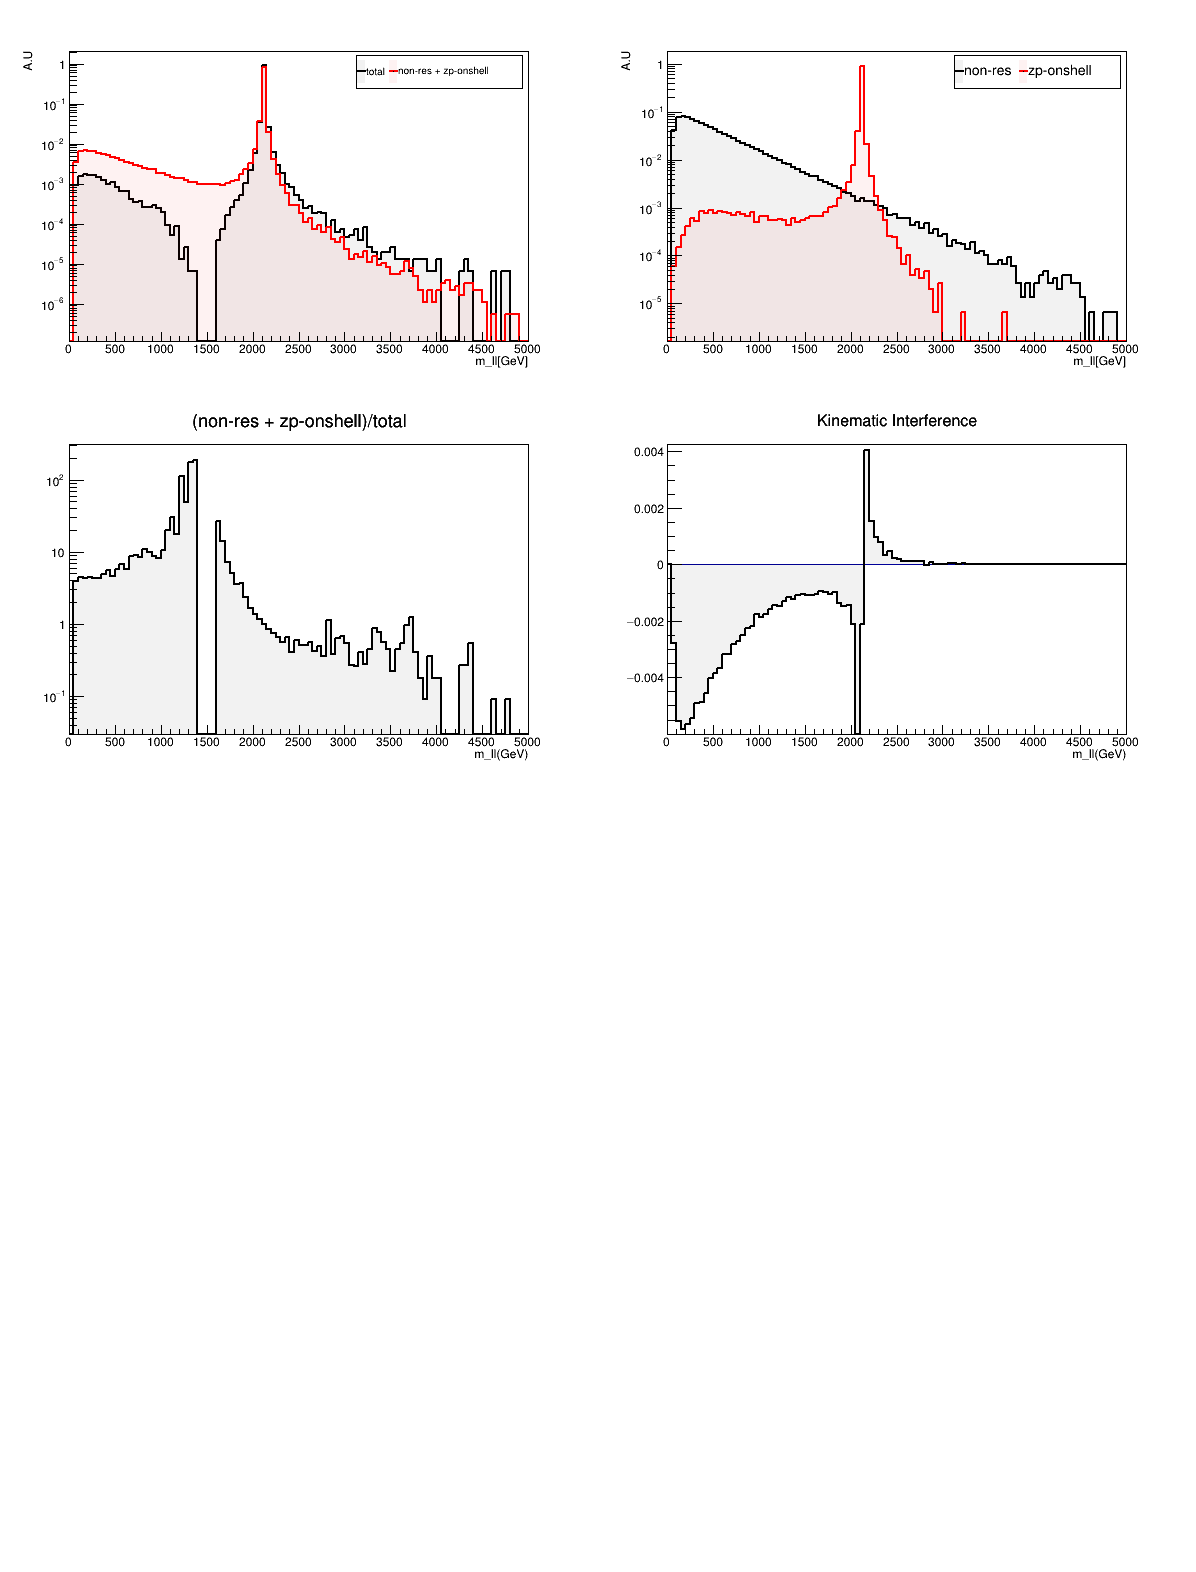 A.U
total non-res + zp-onshell
1
10⁻¹
10⁻²
10⁻³
10⁻⁴
10⁻⁵
10⁻⁶
0 500 1000 1500 2000 2500 3000 3500 4000 4500 5000
m_ll[GeV]
A.U
non-res zp-onshell
1
10⁻¹
10⁻²
10⁻³
10⁻⁴
10⁻⁵
0 500 1000 1500 2000 2500 3000 3500 4000 4500 5000
m_ll[GeV]
(non-res + zp-onshell)/total
10²
10
1
10⁻¹
0 500 1000 1500 2000 2500 3000 3500 4000 4500 5000
m_ll(GeV)
Kinematic Interference
0.004
0.002
0
−0.002
−0.004
0 500 1000 1500 2000 2500 3000 3500 4000 4500 5000
m_ll(GeV)